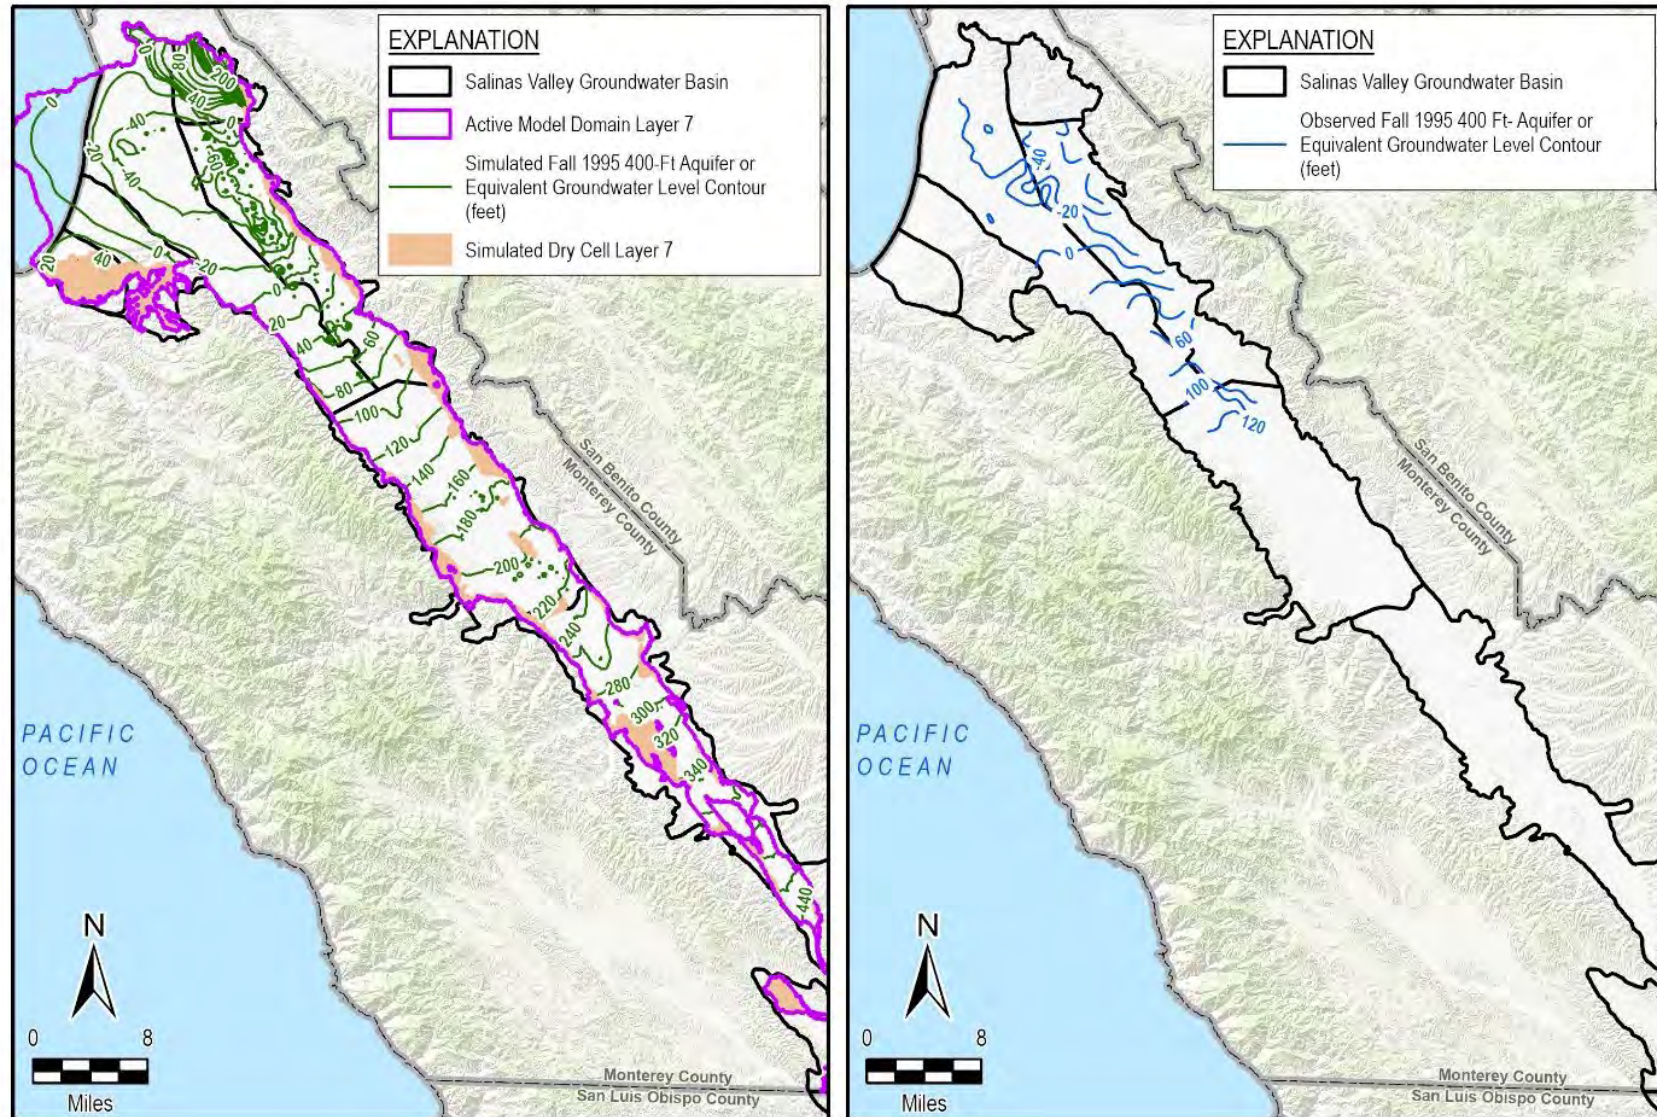 EXPLANATION
Salinas Valley Groundwater Basin
Active Model Domain Layer 7
Simulated Fall 1995 400-Ft Aquifer or
Equivalent Groundwater Level Contour
(feet)
Simulated Dry Cell Layer 7
0
80
200
40
0
0
-40
-20
-40
-60
0
-20
20
40
0
20
40
60
80
100
120
140
160
180
200
220
240
280
300
320
340
440
San Benito County
Monterey County
PACIFIC
OCEAN
N
0 8
Miles
Monterey County
San Luis Obispo County
EXPLANATION
Salinas Valley Groundwater Basin
Observed Fall 1995 400 Ft- Aquifer or
Equivalent Groundwater Level Contour
(feet)
-40
-20
0
60
100
120
San Benito County
Monterey County
PACIFIC
OCEAN
N
0 8
Miles
Monterey County
San Luis Obispo County